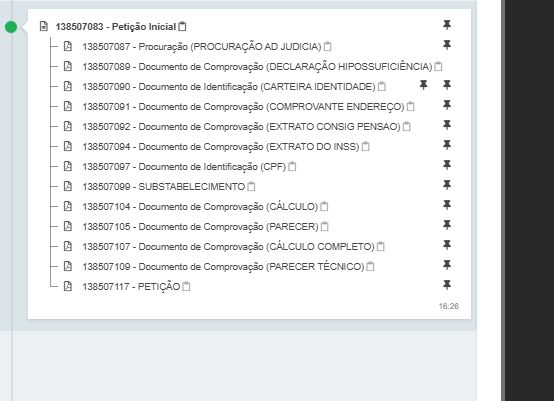 138507083 - Petição Inicial
138507087 - Procuração (PROCURAÇÃO AD JUDICIA)
138507089 - Documento de Comprovação (DECLARAÇÃO HIPOSSUFICIÊNCIA)
138507090 - Documento de Identificação (CARTEIRA IDENTIDADE)
138507091 - Documento de Comprovação (COMPROVANTE ENDEREÇO)
138507092 - Documento de Comprovação (EXTRATO CONSIG PENSAO)
138507094 - Documento de Comprovação (EXTRATO DO INSS)
138507097 - Documento de Identificação (CPF)
138507099 - SUBSTABELECIMENTO
138507104 - Documento de Comprovação (CÁLCULO)
138507105 - Documento de Comprovação (PARECER)
138507107 - Documento de Comprovação (CÁLCULO COMPLETO)
138507109 - Documento de Comprovação (PARECER TÉCNICO)
138507117 - PETIÇÃO
16:26